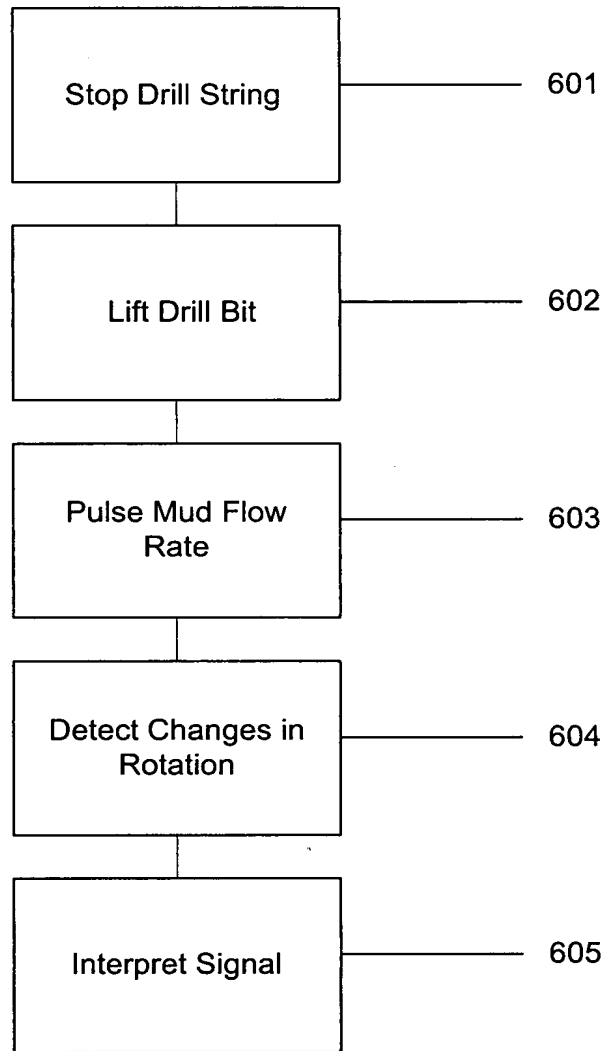 Stop Drill String
601
Lift Drill Bit
602
Pulse Mud Flow
Rate
603
Detect Changes in
Rotation
604
Interpret Signal
605